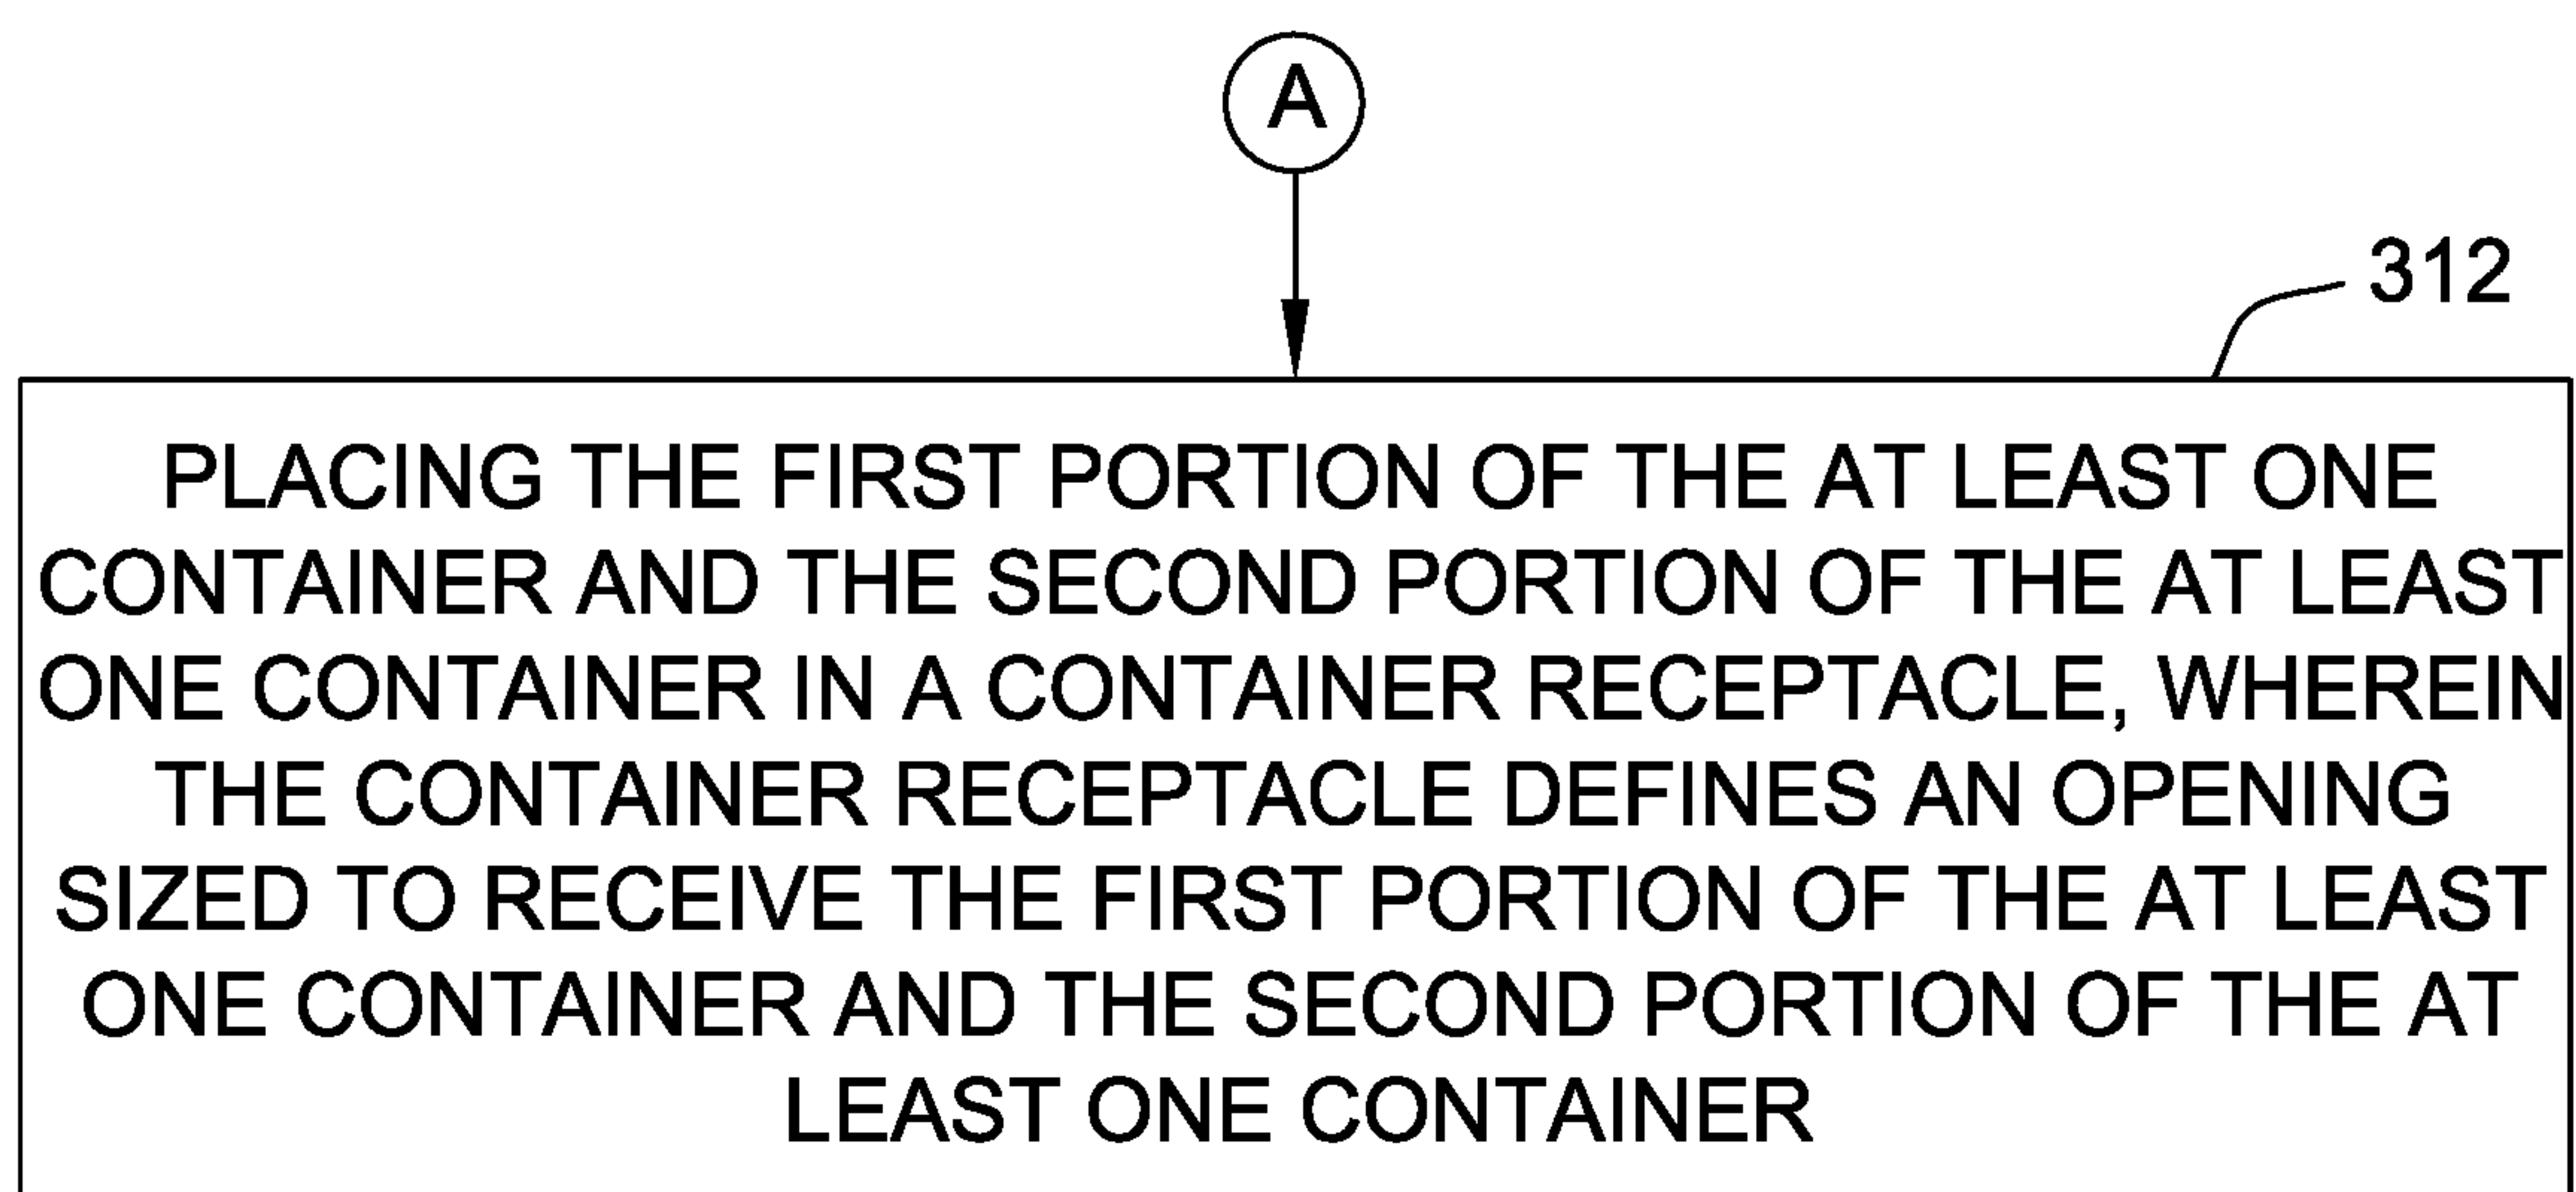 A
312
PLACING THE FIRST PORTION OF THE AT LEAST ONE
CONTAINER AND THE SECOND PORTION OF THE AT LEAST
ONE CONTAINER IN A CONTAINER RECEPTACLE, WHEREIN
THE CONTAINER RECEPTACLE DEFINES AN OPENING
SIZED TO RECEIVE THE FIRST PORTION OF THE AT LEAST
ONE CONTAINER AND THE SECOND PORTION OF THE AT
LEAST ONE CONTAINER